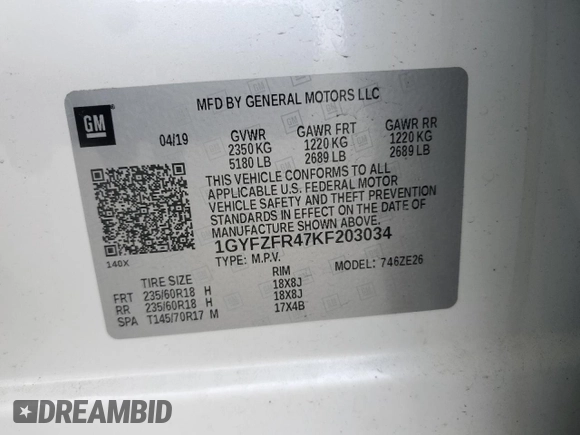 MFD BY GENERAL MOTORS LLC
GM
04/19 GVWR GAWR FRT GAWR RR
2350 KG 1220 KG 1220 KG
5180 LB 2689 LB 2689 LB
THIS VEHICLE CONFORMS TO ALL
APPLICABLE U.S. FEDERAL MOTOR
VEHICLE SAFETY AND THEFT PREVENTION
STANDARDS IN EFFECT ON THE DATE OF
MANUFACTURE SHOWN ABOVE.
1GYFZFR47KF203034
140X
TYPE: M.P.V. MODEL: 746ZE26
TIRE SIZE RIM
FRT 235/60R18 H 18X8J
RR 235/60R18 H 18X8J
SPA T145/70R17 M 17X4B
DREAMBID